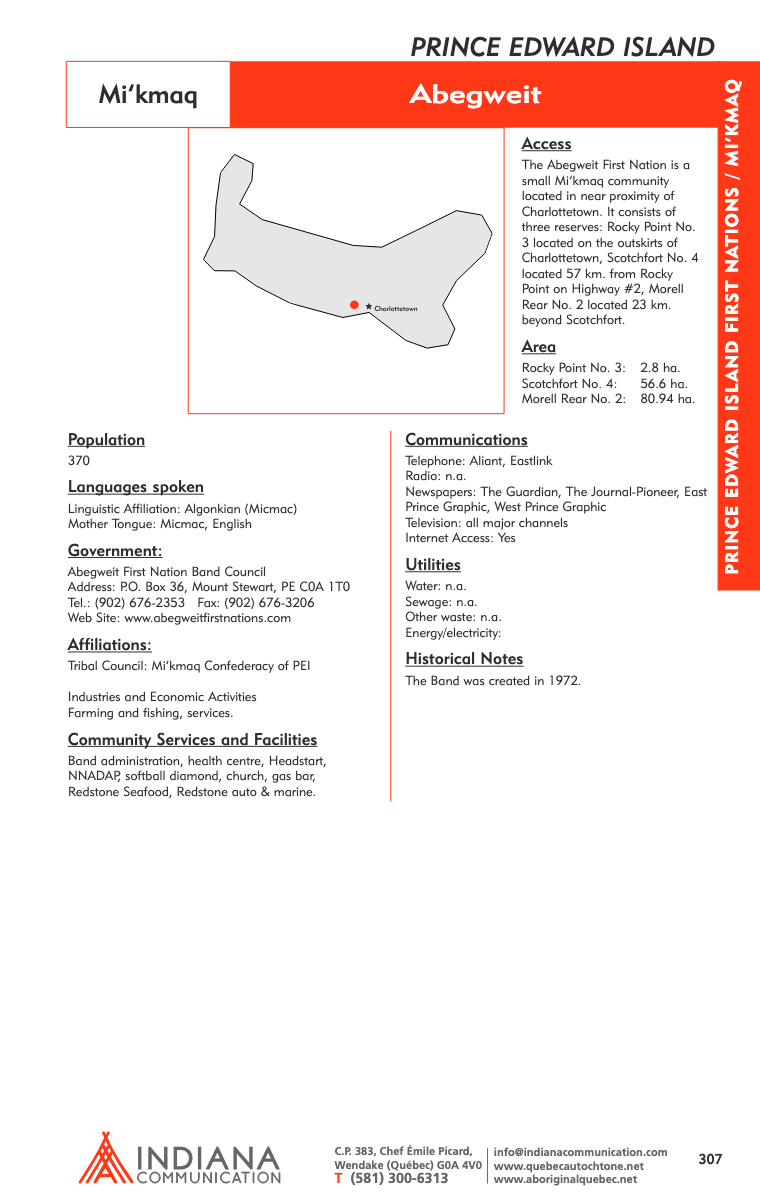 PRINCE EDWARD ISLAND
Mi’kmaq
Abegweit
PRINCE EDWARD ISLAND FIRST NATIONS / MI’KMAQ
Charlottetown
Access
The Abegweit First Nation is a
small Mi’kmaq community
located in near proximity of
Charlottetown. It consists of
three reserves: Rocky Point No.
3 located on the outskirts of
Charlottetown, Scotchfort No. 4
located 57 km. from Rocky
Point on Highway #2, Morell
Rear No. 2 located 23 km.
beyond Scotchfort.
Area
Rocky Point No. 3: 2.8 ha.
Scotchfort No. 4: 56.6 ha.
Morell Rear No. 2: 80.94 ha.
Population
370
Languages spoken
Linguistic Affiliation: Algonkian (Micmac)
Mother Tongue: Micmac, English
Government:
Abegweit First Nation Band Council
Address: P.O. Box 36, Mount Stewart, PE C0A 1T0
Tel.: (902) 676-2353 Fax: (902) 676-3206
Web Site: www.abegweitfirstnations.com
Affiliations:
Tribal Council: Mi’kmaq Confederacy of PEI
Industries and Economic Activities
Farming and fishing, services.
Community Services and Facilities
Band administration, health centre, Headstart,
NNADAP, softball diamond, church, gas bar,
Redstone Seafood, Redstone auto & marine.
Communications
Telephone: Aliant, Eastlink
Radio: n.a.
Newspapers: The Guardian, The Journal-Pioneer, East
Prince Graphic, West Prince Graphic
Television: all major channels
Internet Access: Yes
Utilities
Water: n.a.
Sewage: n.a.
Other waste: n.a.
Energy/electricity:
Historical Notes
The Band was created in 1972.
INDIANA
COMMUNICATION
C.P. 383, Chef Émile Picard,
Wendake (Québec) G0A 4V0
T (581) 300-6313
info@indianacommunication.com
www.quebecautochtone.net
www.aboriginalquebec.net
307